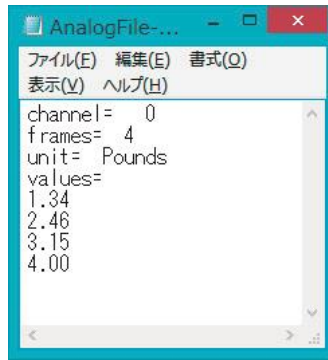 AnalogFile-...
ファイル(F) 編集(E) 書式(O)
表示(V) ヘルプ(H)
channel= 0
frames= 4
unit= Pounds
values=
1.34
2.46
3.15
4.00